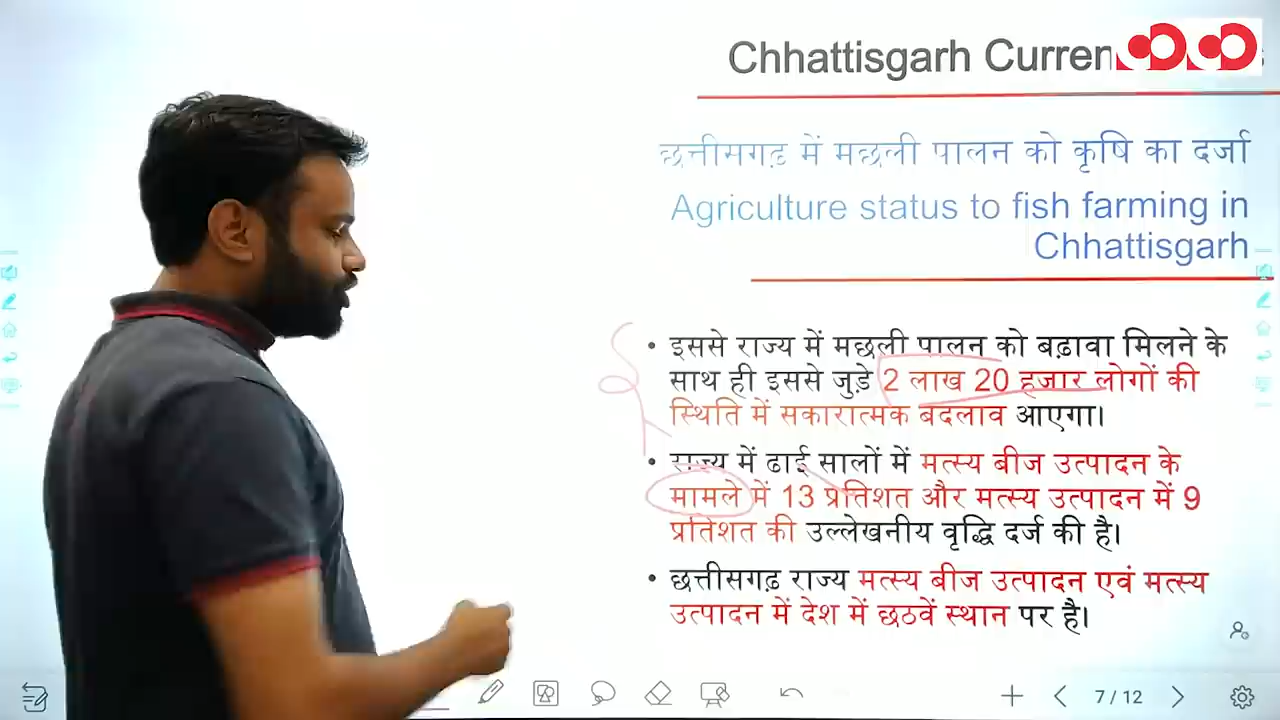 Chhattisgarh Curren
छत्तीसगढ़ में मछली पालन को कृषि का दर्जा
Agriculture status to fish farming in
Chhattisgarh
• इससे राज्य में मछली पालन को बढ़ावा मिलने के
साथ ही इससे जुड़े 2 लाख 20 हजार लोगों की
स्थिति में सकारात्मक बदलाव आएगा।
• राज्य में ढाई सालों में मत्स्य बीज उत्पादन के
मामले में 13 प्रतिशत और मत्स्य उत्पादन में 9
प्रतिशत की उल्लेखनीय वृद्धि दर्ज की है।
• छत्तीसगढ़ राज्य मत्स्य बीज उत्पादन एवं मत्स्य
उत्पादन में देश में छठवें स्थान पर है।
7 / 12